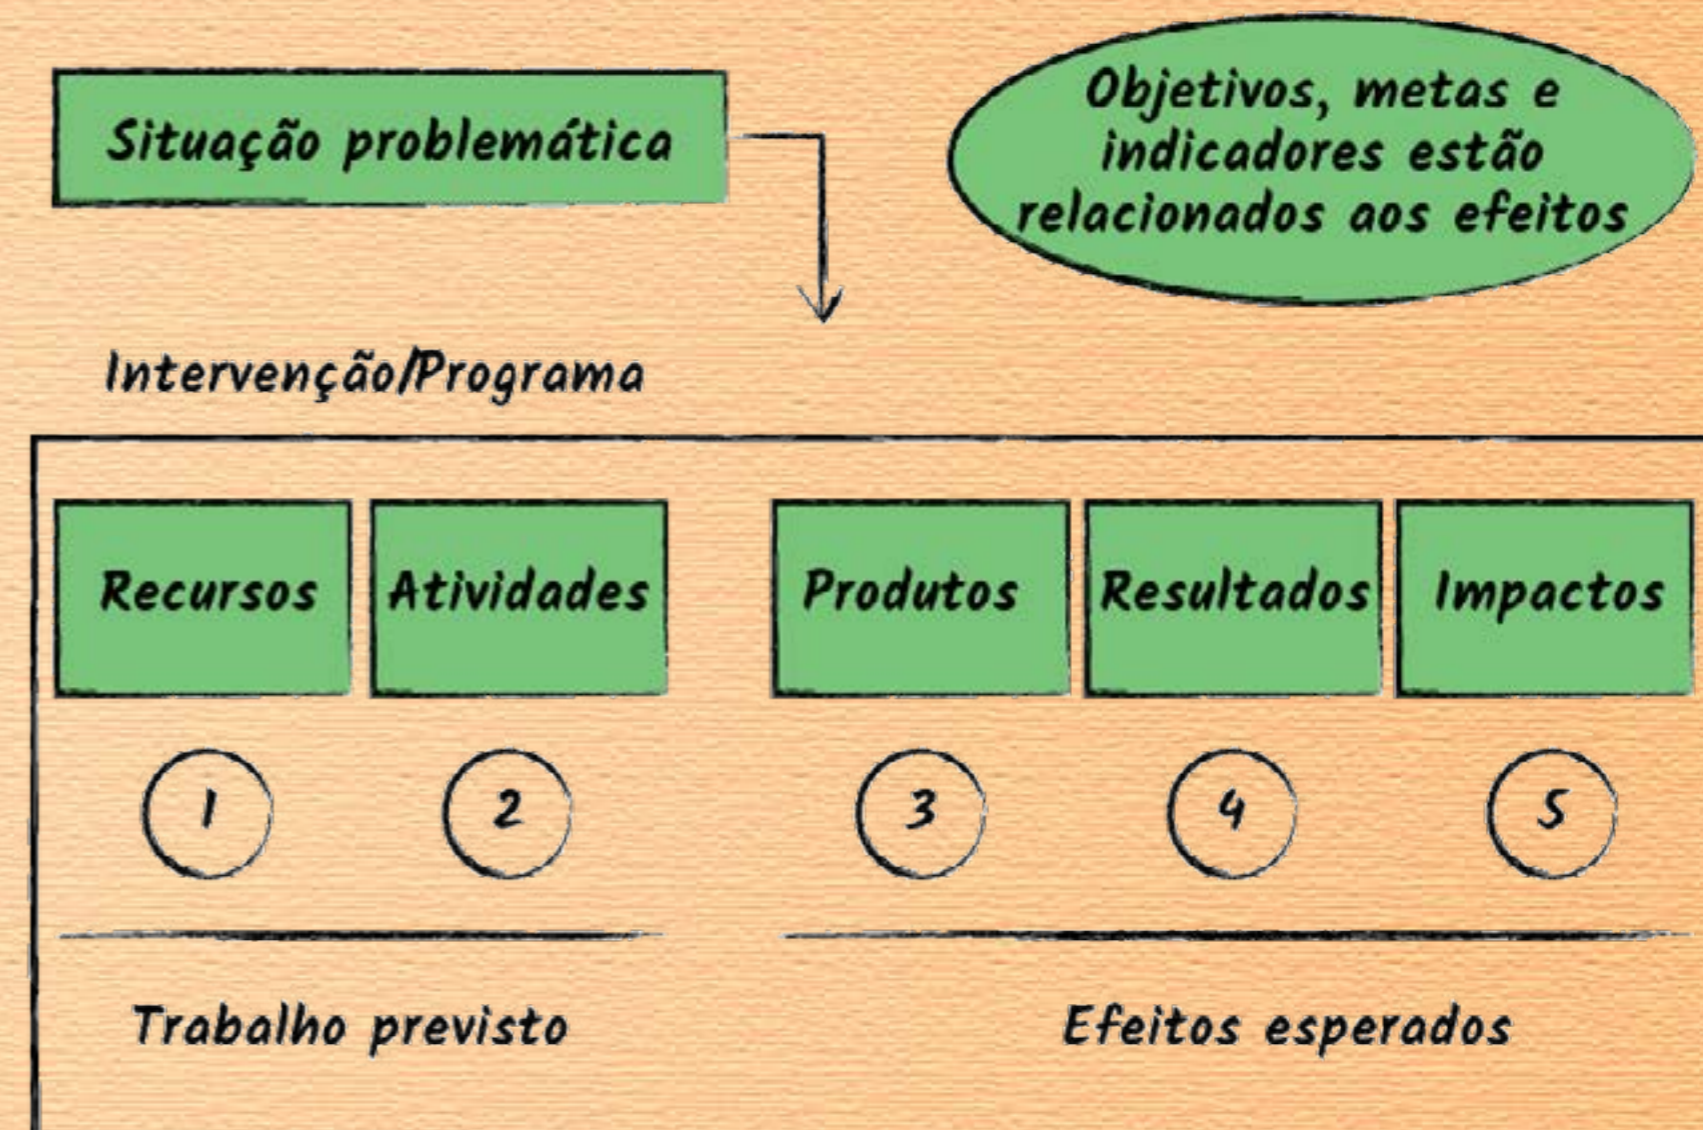 Situação problemática
Objetivos, metas e
indicadores estão
relacionados aos efeitos
Intervenção/Programa
Recursos
Atividades
Produtos
Resultados
Impactos
1
2
3
4
5
Trabalho previsto
Efeitos esperados